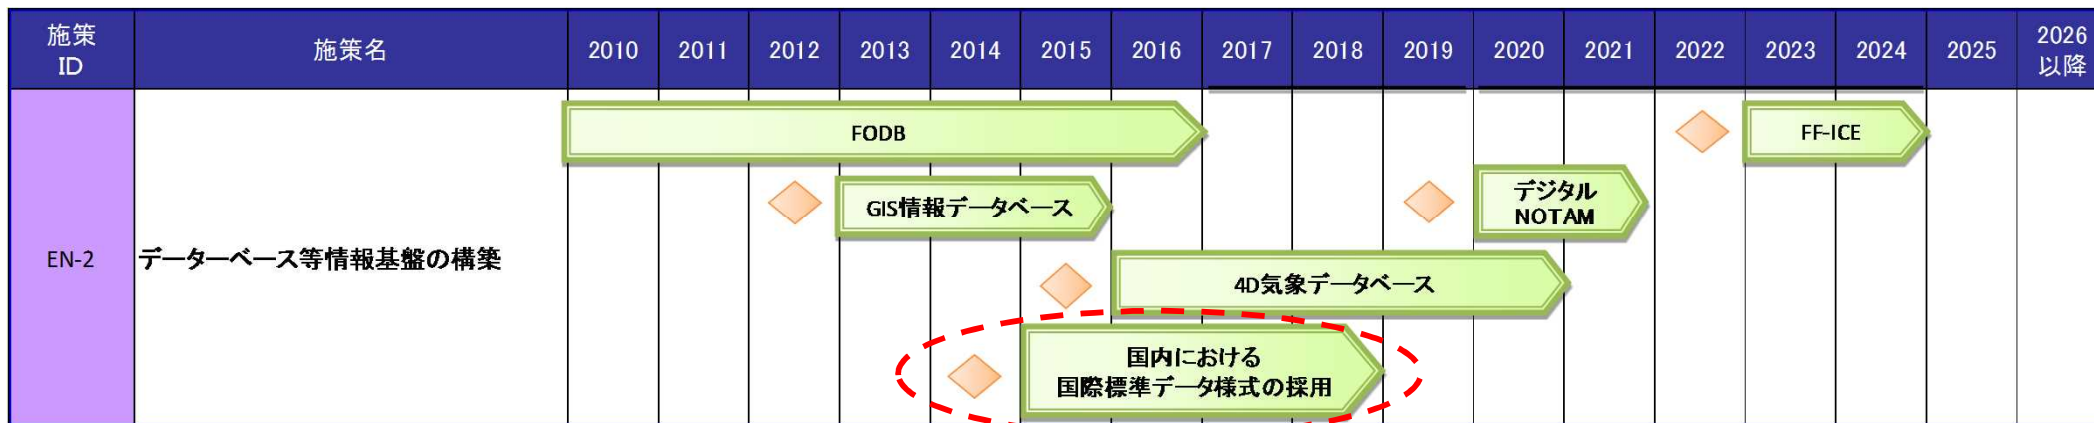 施策
ID
施策名
2010
2011
2012
2013
2014
2015
2016
2017
2018
2019
2020
2021
2022
2023
2024
2025
2026
以降
EN-2
データーベース等情報基盤の構築
FODB
FF-ICE
GIS情報データベース
デジタル
NOTAM
4D気象データベース
国内における
国際標準データ様式の採用